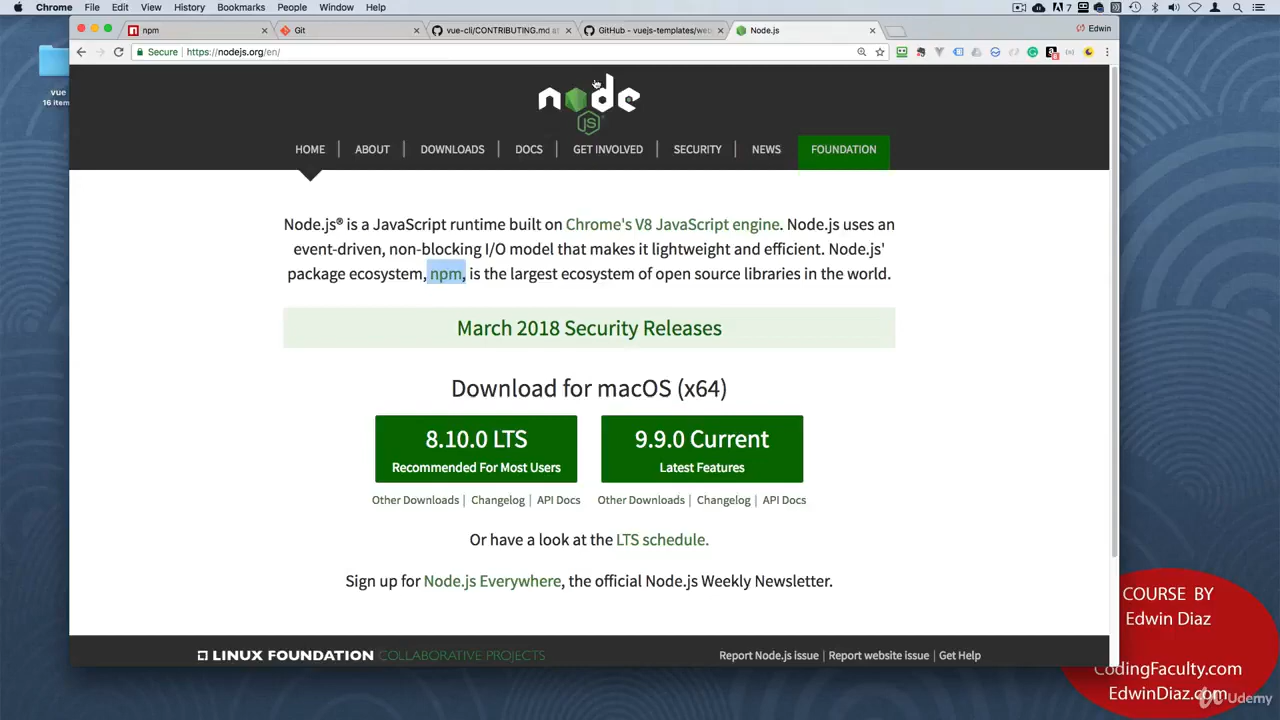 Chrome File Edit View History Bookmarks People Window Help
7
npm
Git
vue-cli/CONTRIBUTING.md at
GitHub - vuejs-templates/web
Node.js
Edwin
Secure
https://nodejs.org/en/
vue
16 item
node
JS
HOME | ABOUT | DOWNLOADS | DOCS | GET INVOLVED | SECURITY | NEWS FOUNDATION
Node.js® is a JavaScript runtime built on Chrome's V8 JavaScript engine. Node.js uses an
event-driven, non-blocking I/O model that makes it lightweight and efficient. Node.js'
package ecosystem, npm, is the largest ecosystem of open source libraries in the world.
March 2018 Security Releases
Download for macOS (x64)
8.10.0 LTS
Recommended For Most Users
9.9.0 Current
Latest Features
Other Downloads | Changelog | API Docs
Other Downloads | Changelog | API Docs
Or have a look at the LTS schedule.
Sign up for Node.js Everywhere, the official Node.js Weekly Newsletter.
LINUX FOUNDATION COLLABORATIVE PROJECTS
Report Node.js issue | Report website issue | Get Help
COURSE BY
Edwin Diaz
CodingFaculty.com
EdwinDiaz.com
Udemy